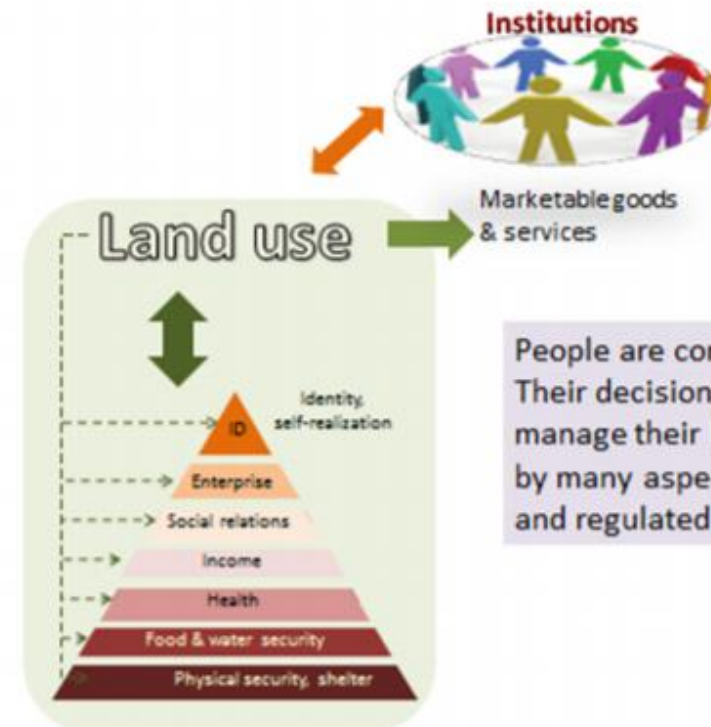 Institutions
Marketable goods
& services
Land use
Identity,
self-realization
ID
Enterprise
Social relations
Income
Health
Food & water security
Physical security, shelter
People are co
Their decision
manage their
by many aspe
and regulated